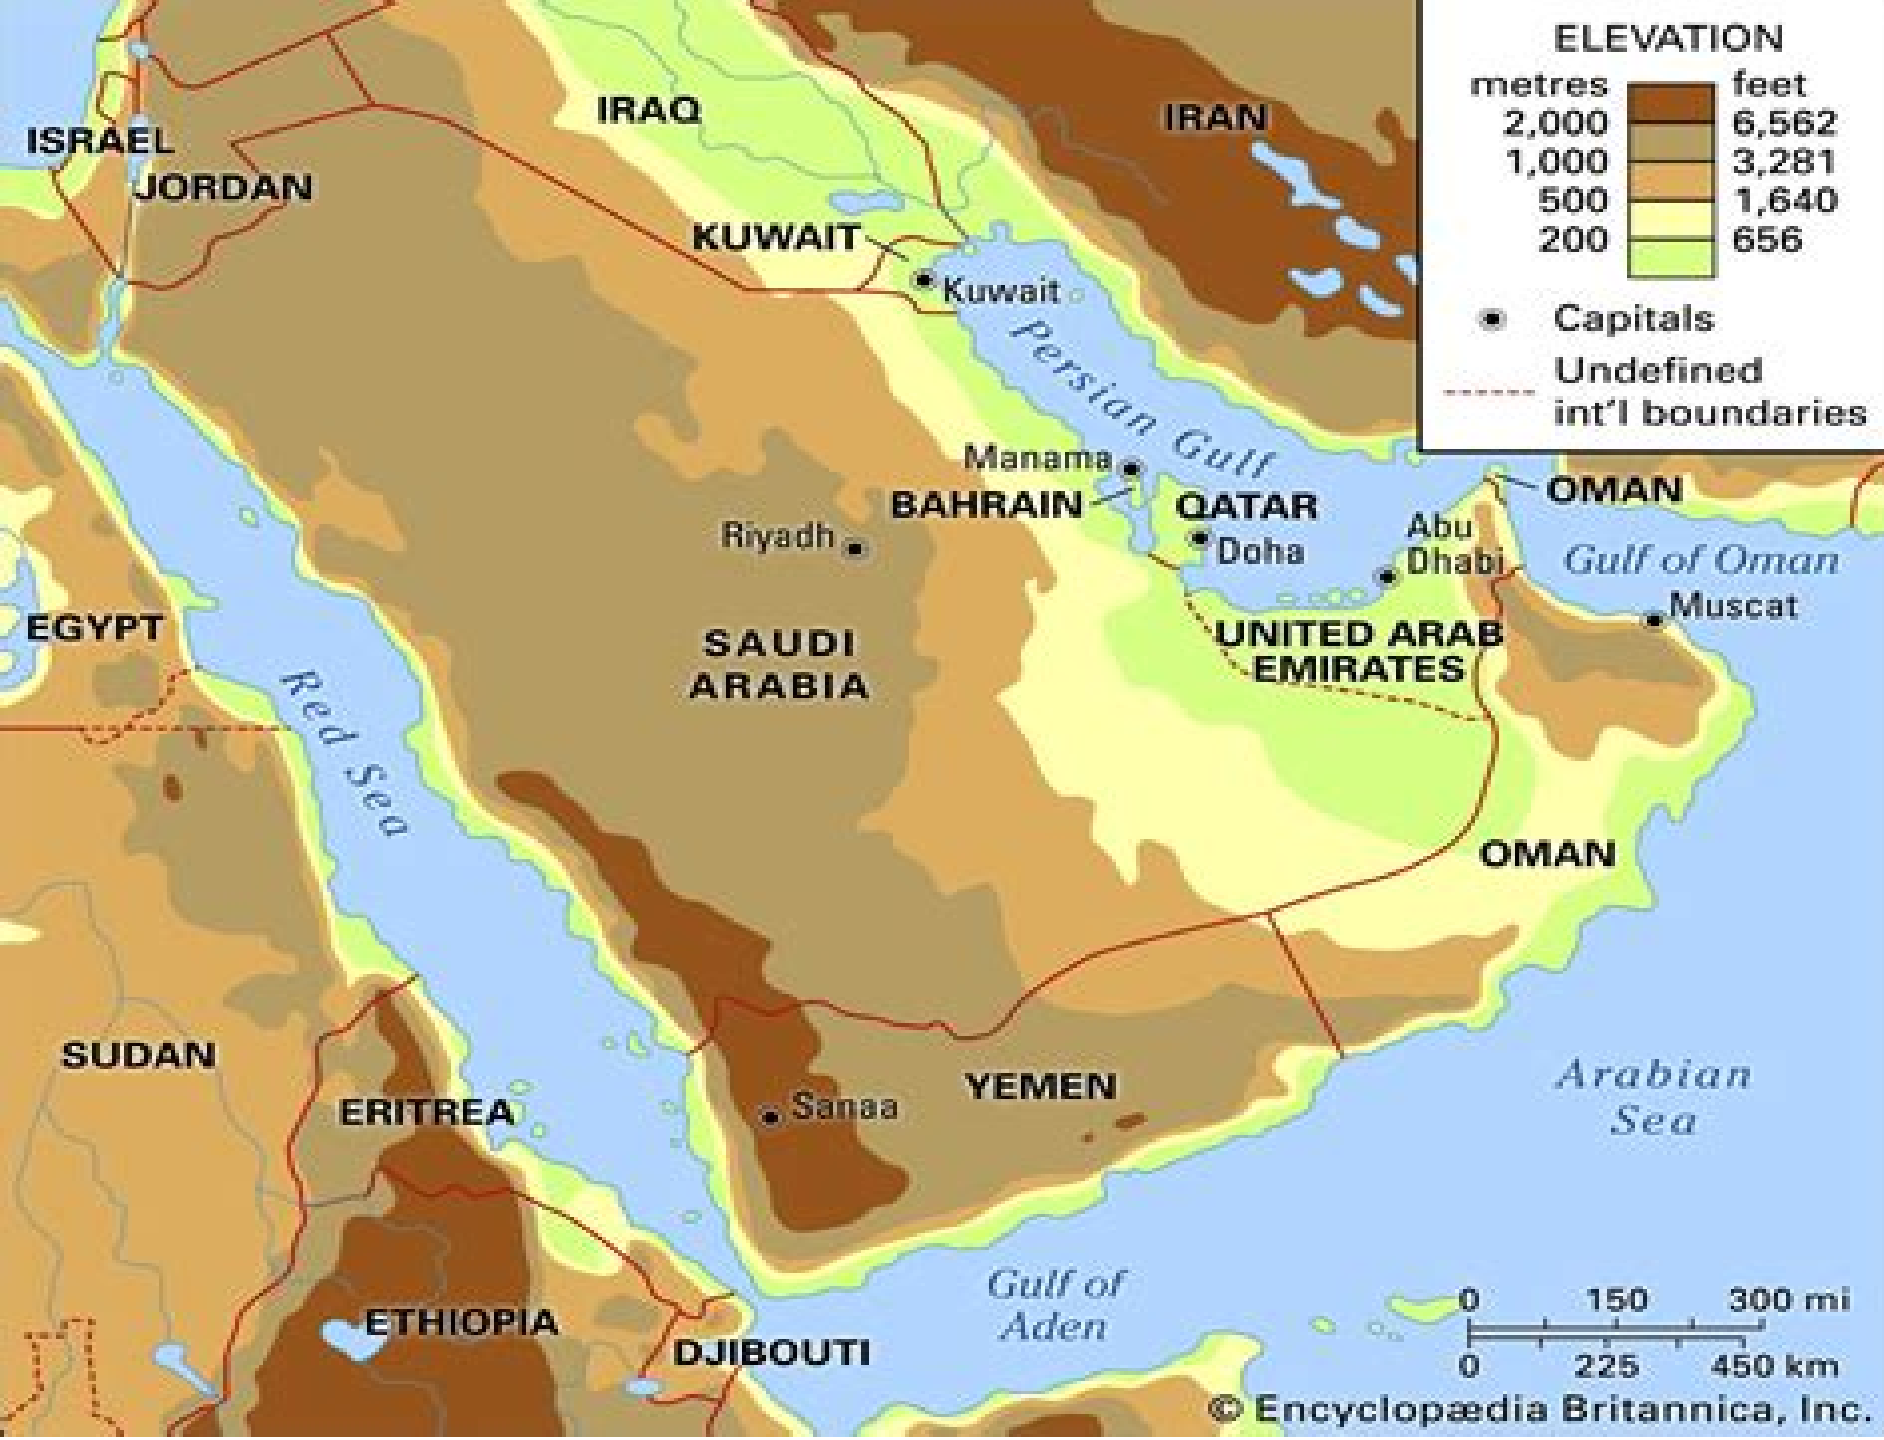 ELEVATION
metres feet
2,000 6,562
1,000 3,281
500 1,640
200 656
Capitals
Undefined
int'l boundaries
IRAQ
IRAN
ISRAEL
JORDAN
KUWAIT
Kuwait
Persian Gulf
Manama
BAHRAIN
QATAR
Doha
OMAN
Abu
Dhabi
Gulf of Oman
Muscat
Riyadh
EGYPT
SAUDI
ARABIA
UNITED ARAB
EMIRATES
Red Sea
OMAN
SUDAN
ERITREA
YEMEN
Sanaa
Arabian
Sea
ETHIOPIA
DJIBOUTI
Gulf of
Aden
0 150 300 mi
0 225 450 km
© Encyclopædia Britannica, Inc.